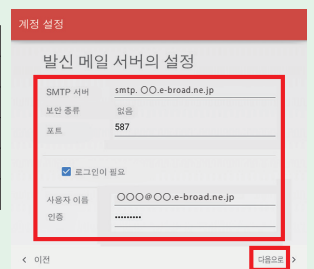 계정 설정
발신 메일 서버의 설정
SMTP 서버 smtp. ○○.e-broad.ne.jp
보안 종류 없음
포트 587
로그인이 필요
사용자 이름 ○○○@○○.e-broad.ne.jp
인증 •••••••••
이전 다음으로